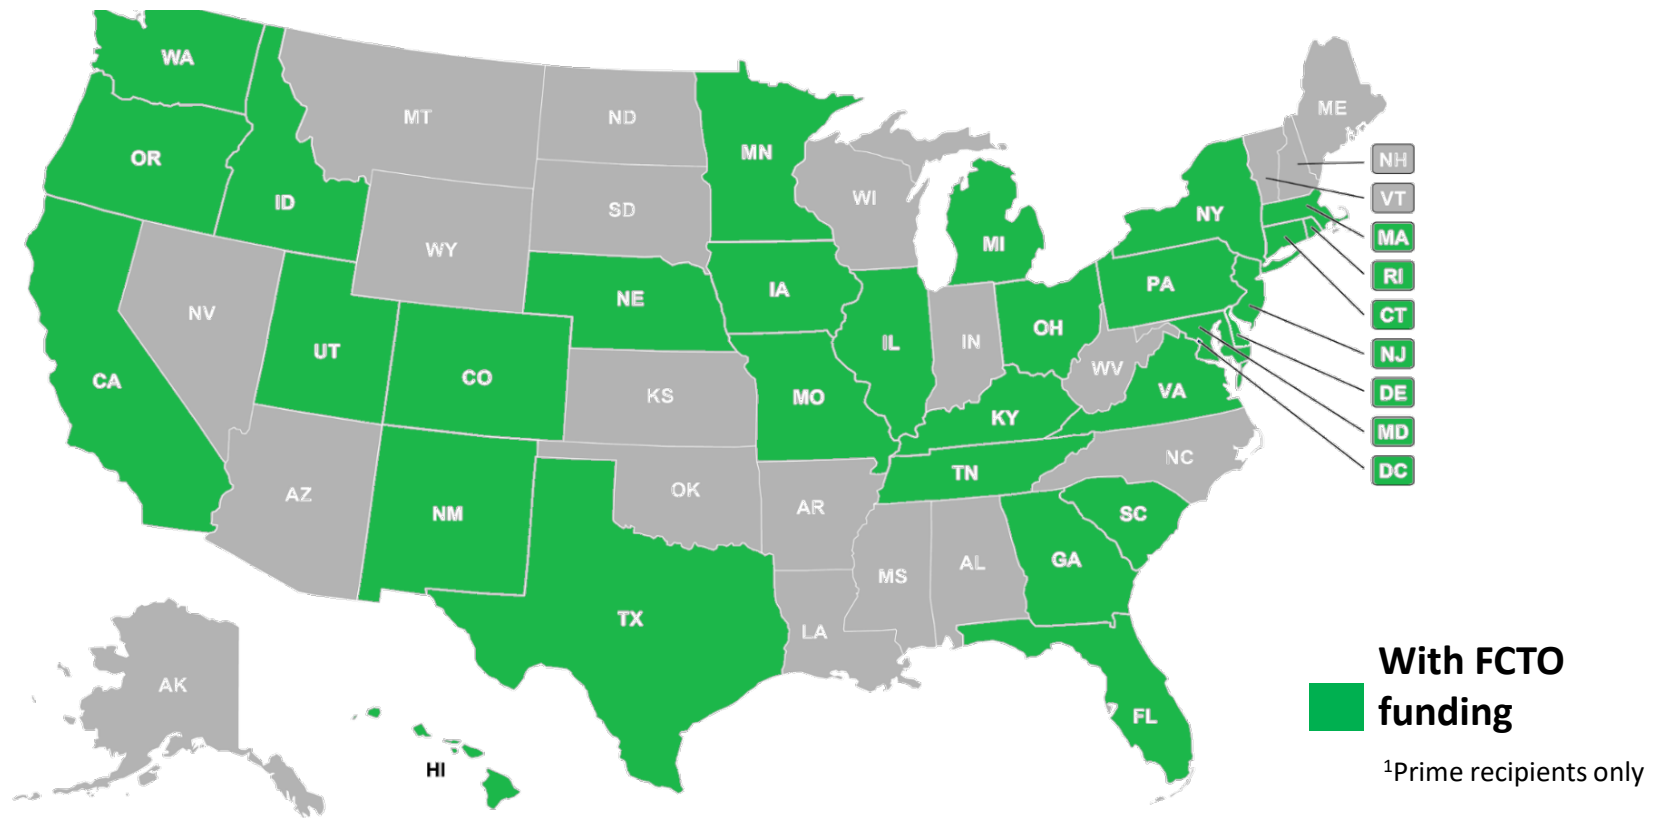 WA
MT
ND
ME
MN
OR
NH
WI
VT
ID
SD
NY
MA
MI
WY
RI
PA
IA
NE
CT
NV
OH
IL
IN
UT
NJ
WV
CO
CA
VA
DE
KS
MO
KY
MD
NC
DC
TN
OK
AZ
AR
NM
SC
GA
AL
MS
TX
LA
With FCTO
funding
AK
FL
HI
¹Prime recipients only